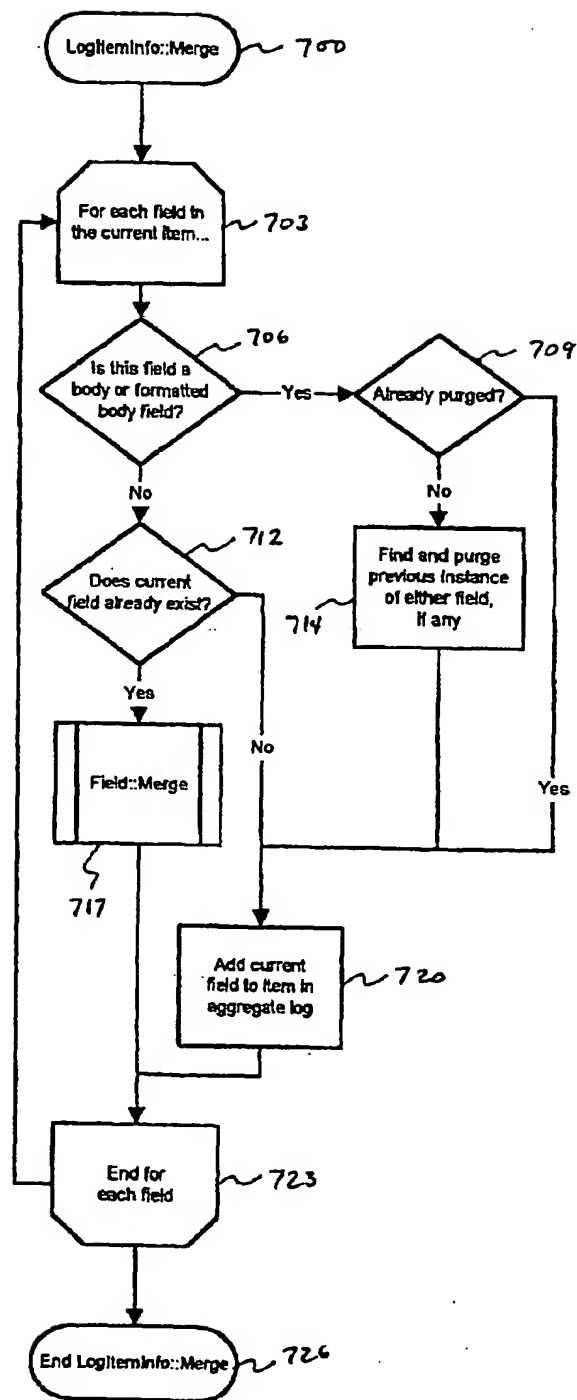 LogItemInfo::Merge
700
For each field in
the current item...
703
706
Is this field a
body or formatted
body field?
Yes
709
Already purged?
No
No
712
Does current
field already exist?
Find and purge
previous instance
of either field,
if any
714
Yes
No
Yes
Field::Merge
717
Add current
field to item in
aggregate log
720
End for
each field
723
End LogItemInfo::Merge
726